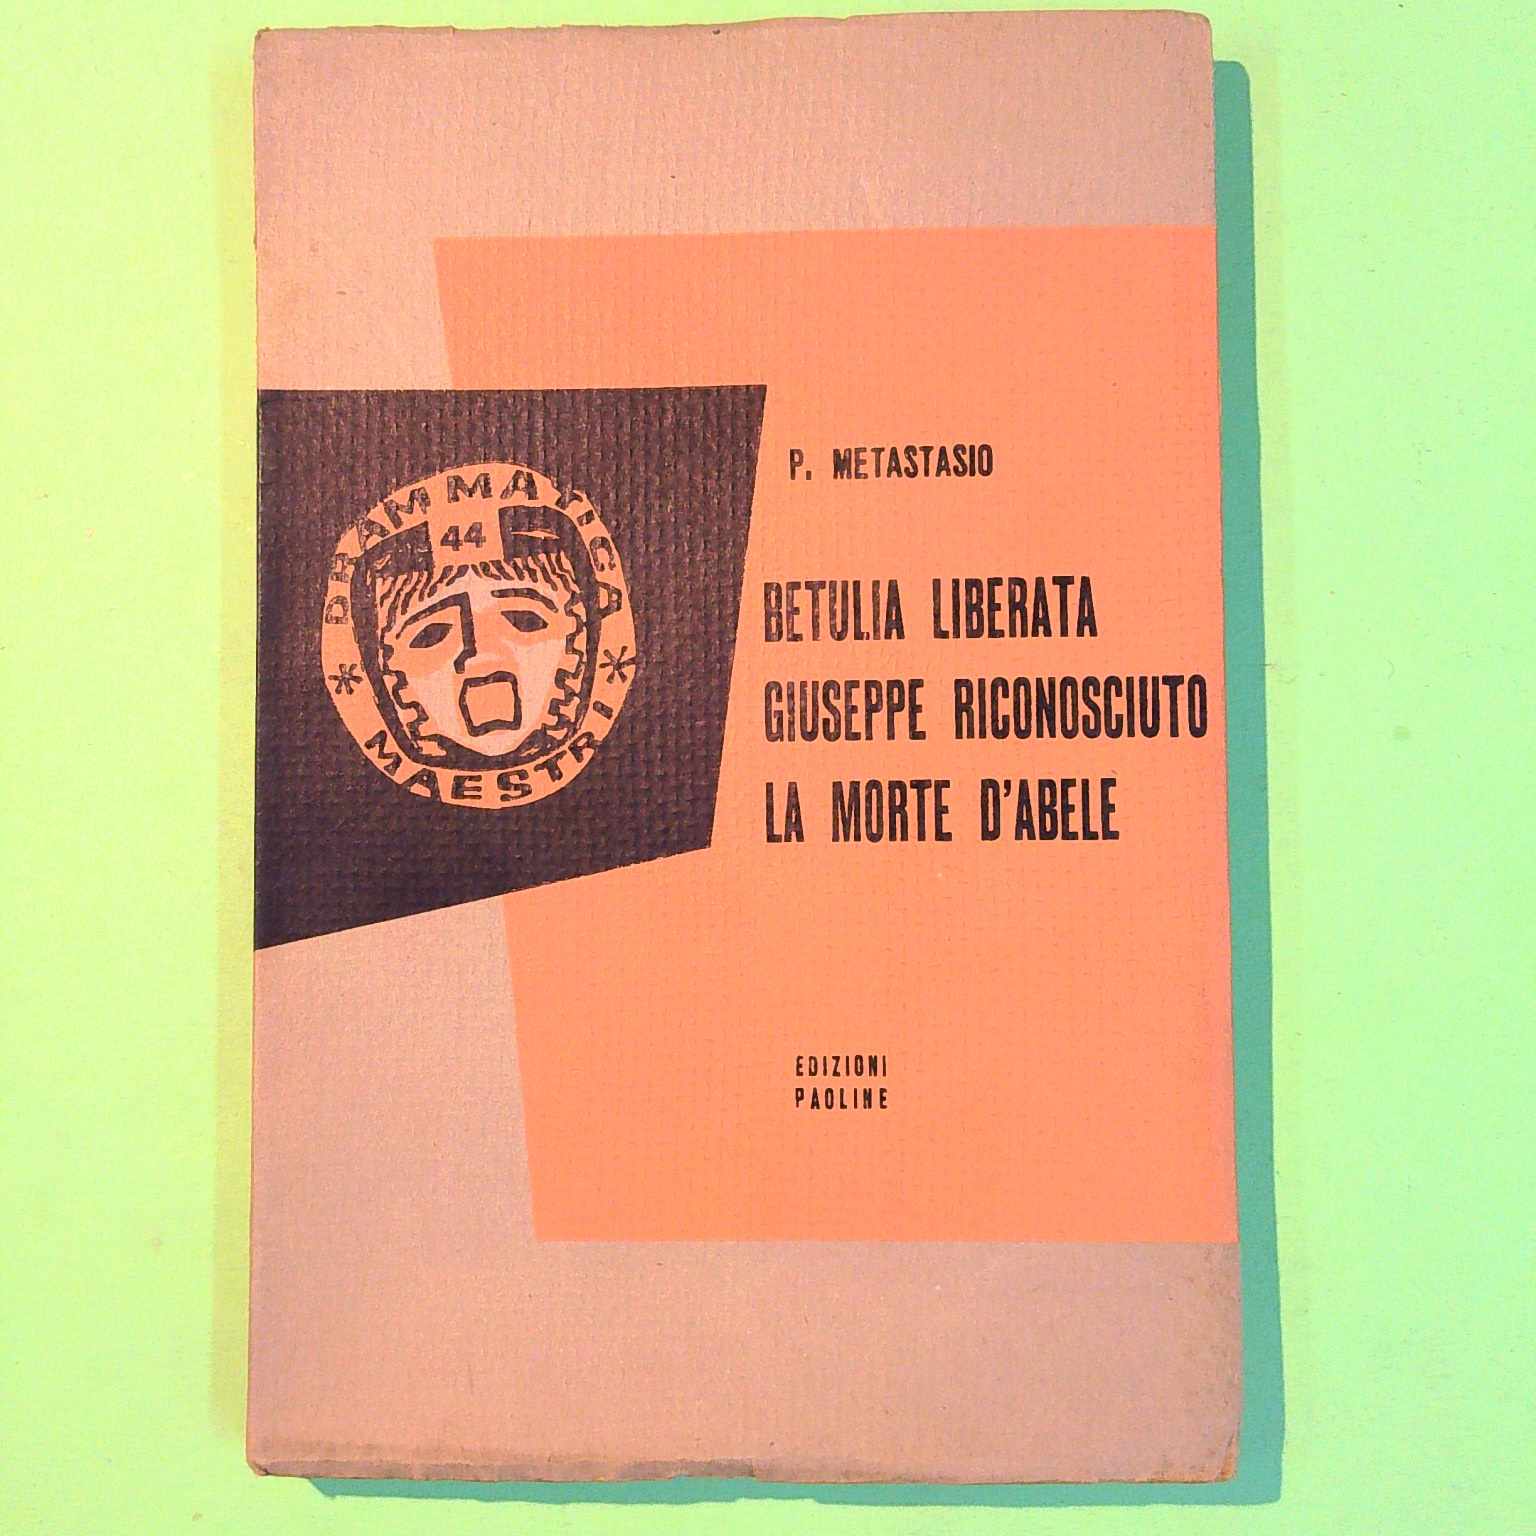 P. METASTASIO
DRAMMATICA
44
MAESTRI
BETULIA LIBERATA
GIUSEPPE RICONOSCIUTO
LA MORTE D'ABELE
EDIZIONI
PAOLINE